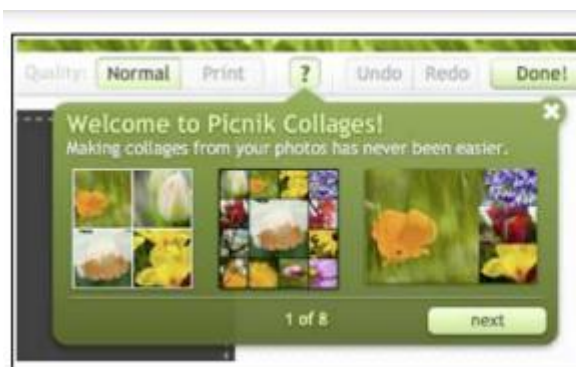 Quality: Normal Print ? Undo Redo Done!
Welcome to Picnik Collages!
Making collages from your photos has never been easier.
1 of 8 next